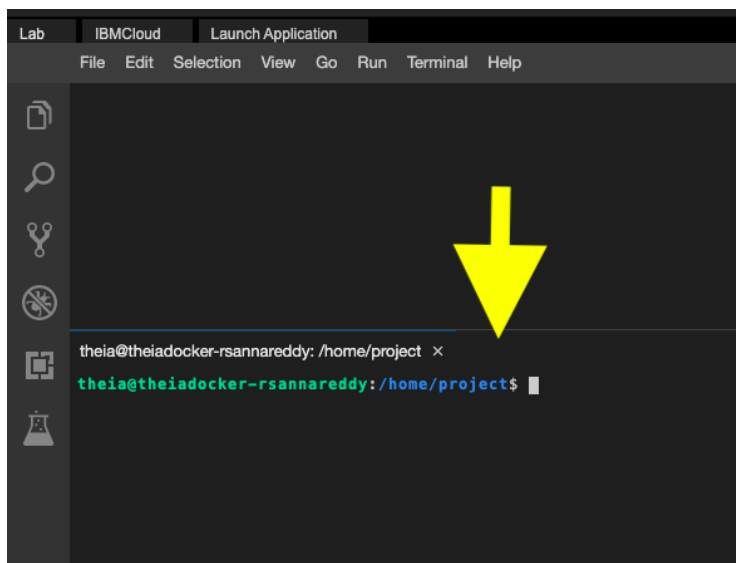 Lab IBMCloud Launch Application
File Edit Selection View Go Run Terminal Help
theia@theiadocker-rsannareddy: /home/project ×
theia@theiadocker-rsannareddy:/home/project$